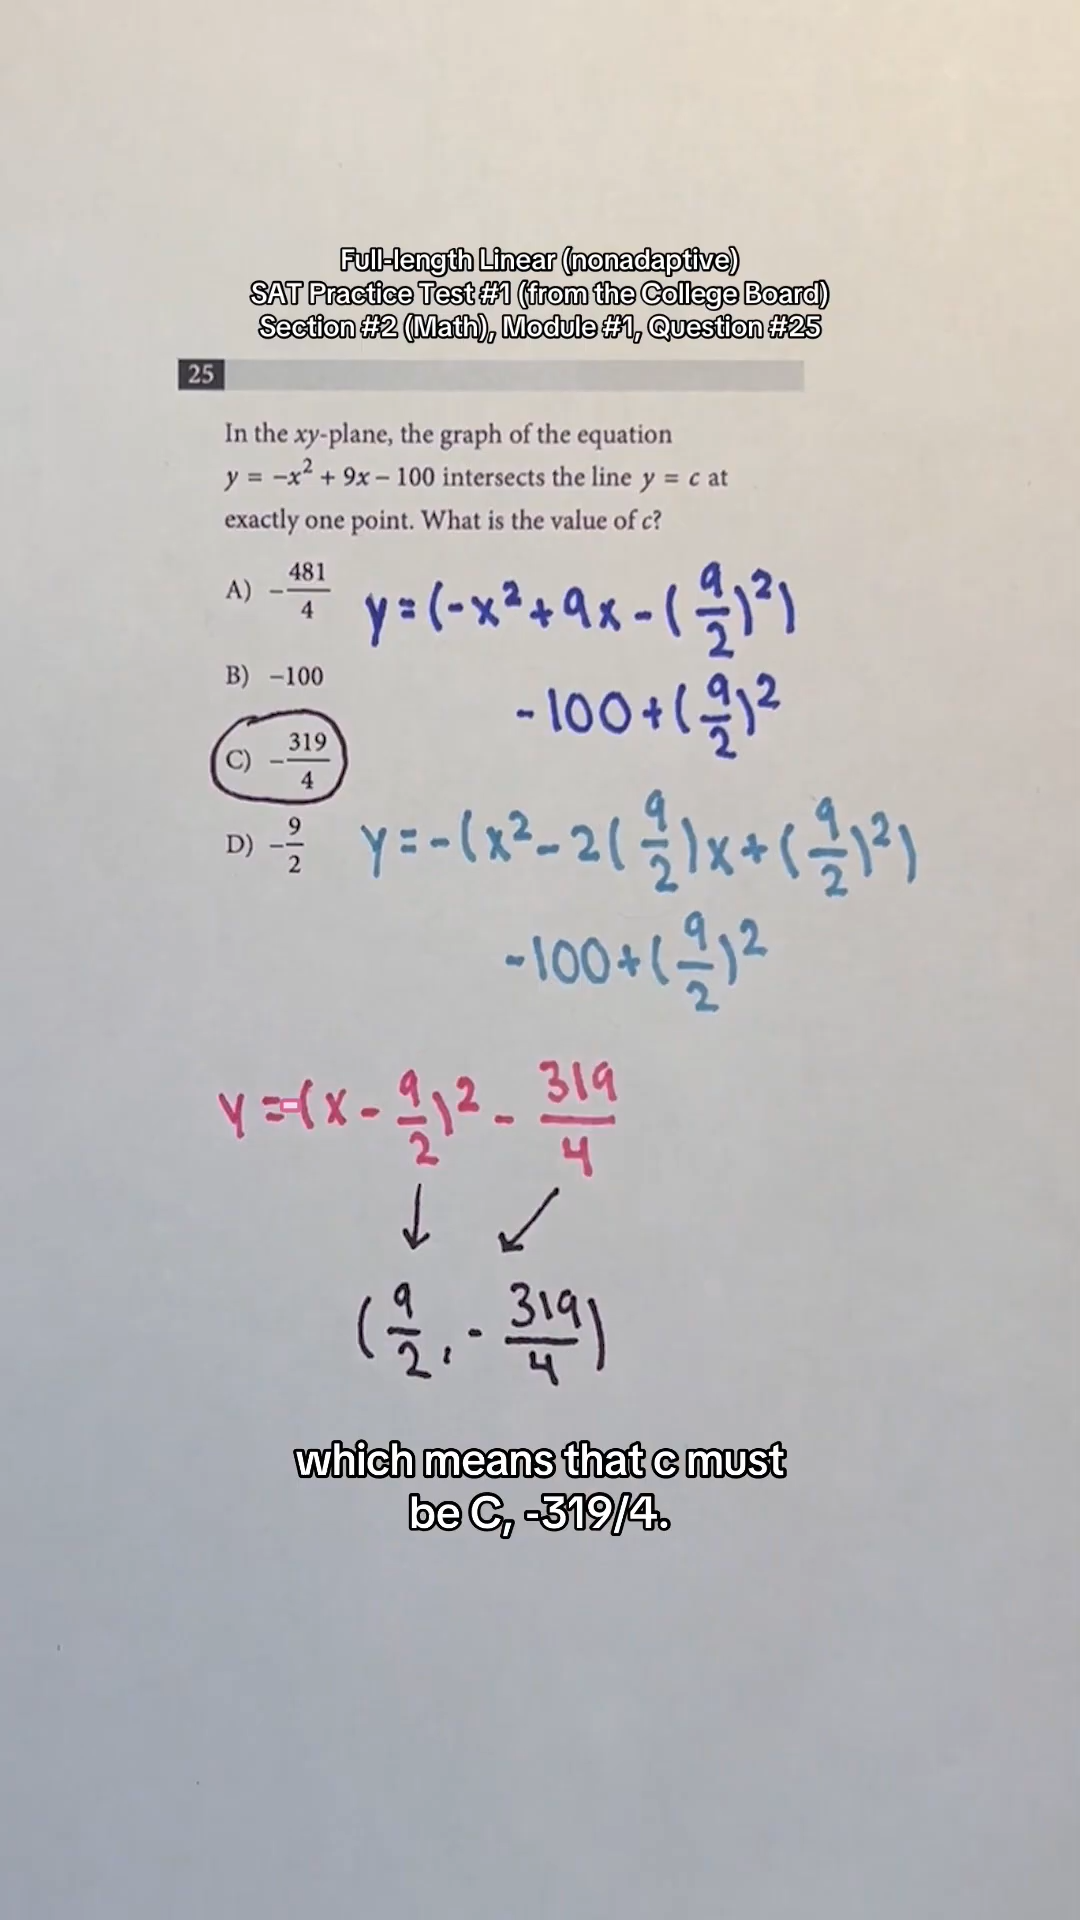 Full-length Linear (nonadaptive)
SAT Practice Test #1 (from the College Board)
Section #2 (Math), Module #1, Question #25
25
In the xy-plane, the graph of the equation
y = −x² + 9x − 100 intersects the line y = c at
exactly one point. What is the value of c?
A) −481/4
y=(-x²+9x-(9/2)²)
B) −100
-100+(9/2)²
C) −319/4
D) −9/2
y=-(x²-2(9/2)x+(9/2)²)
-100+(9/2)²
y=-(x-9/2)²-319/4
(9/2,-319/4)
which means that c must
be C, -319/4.